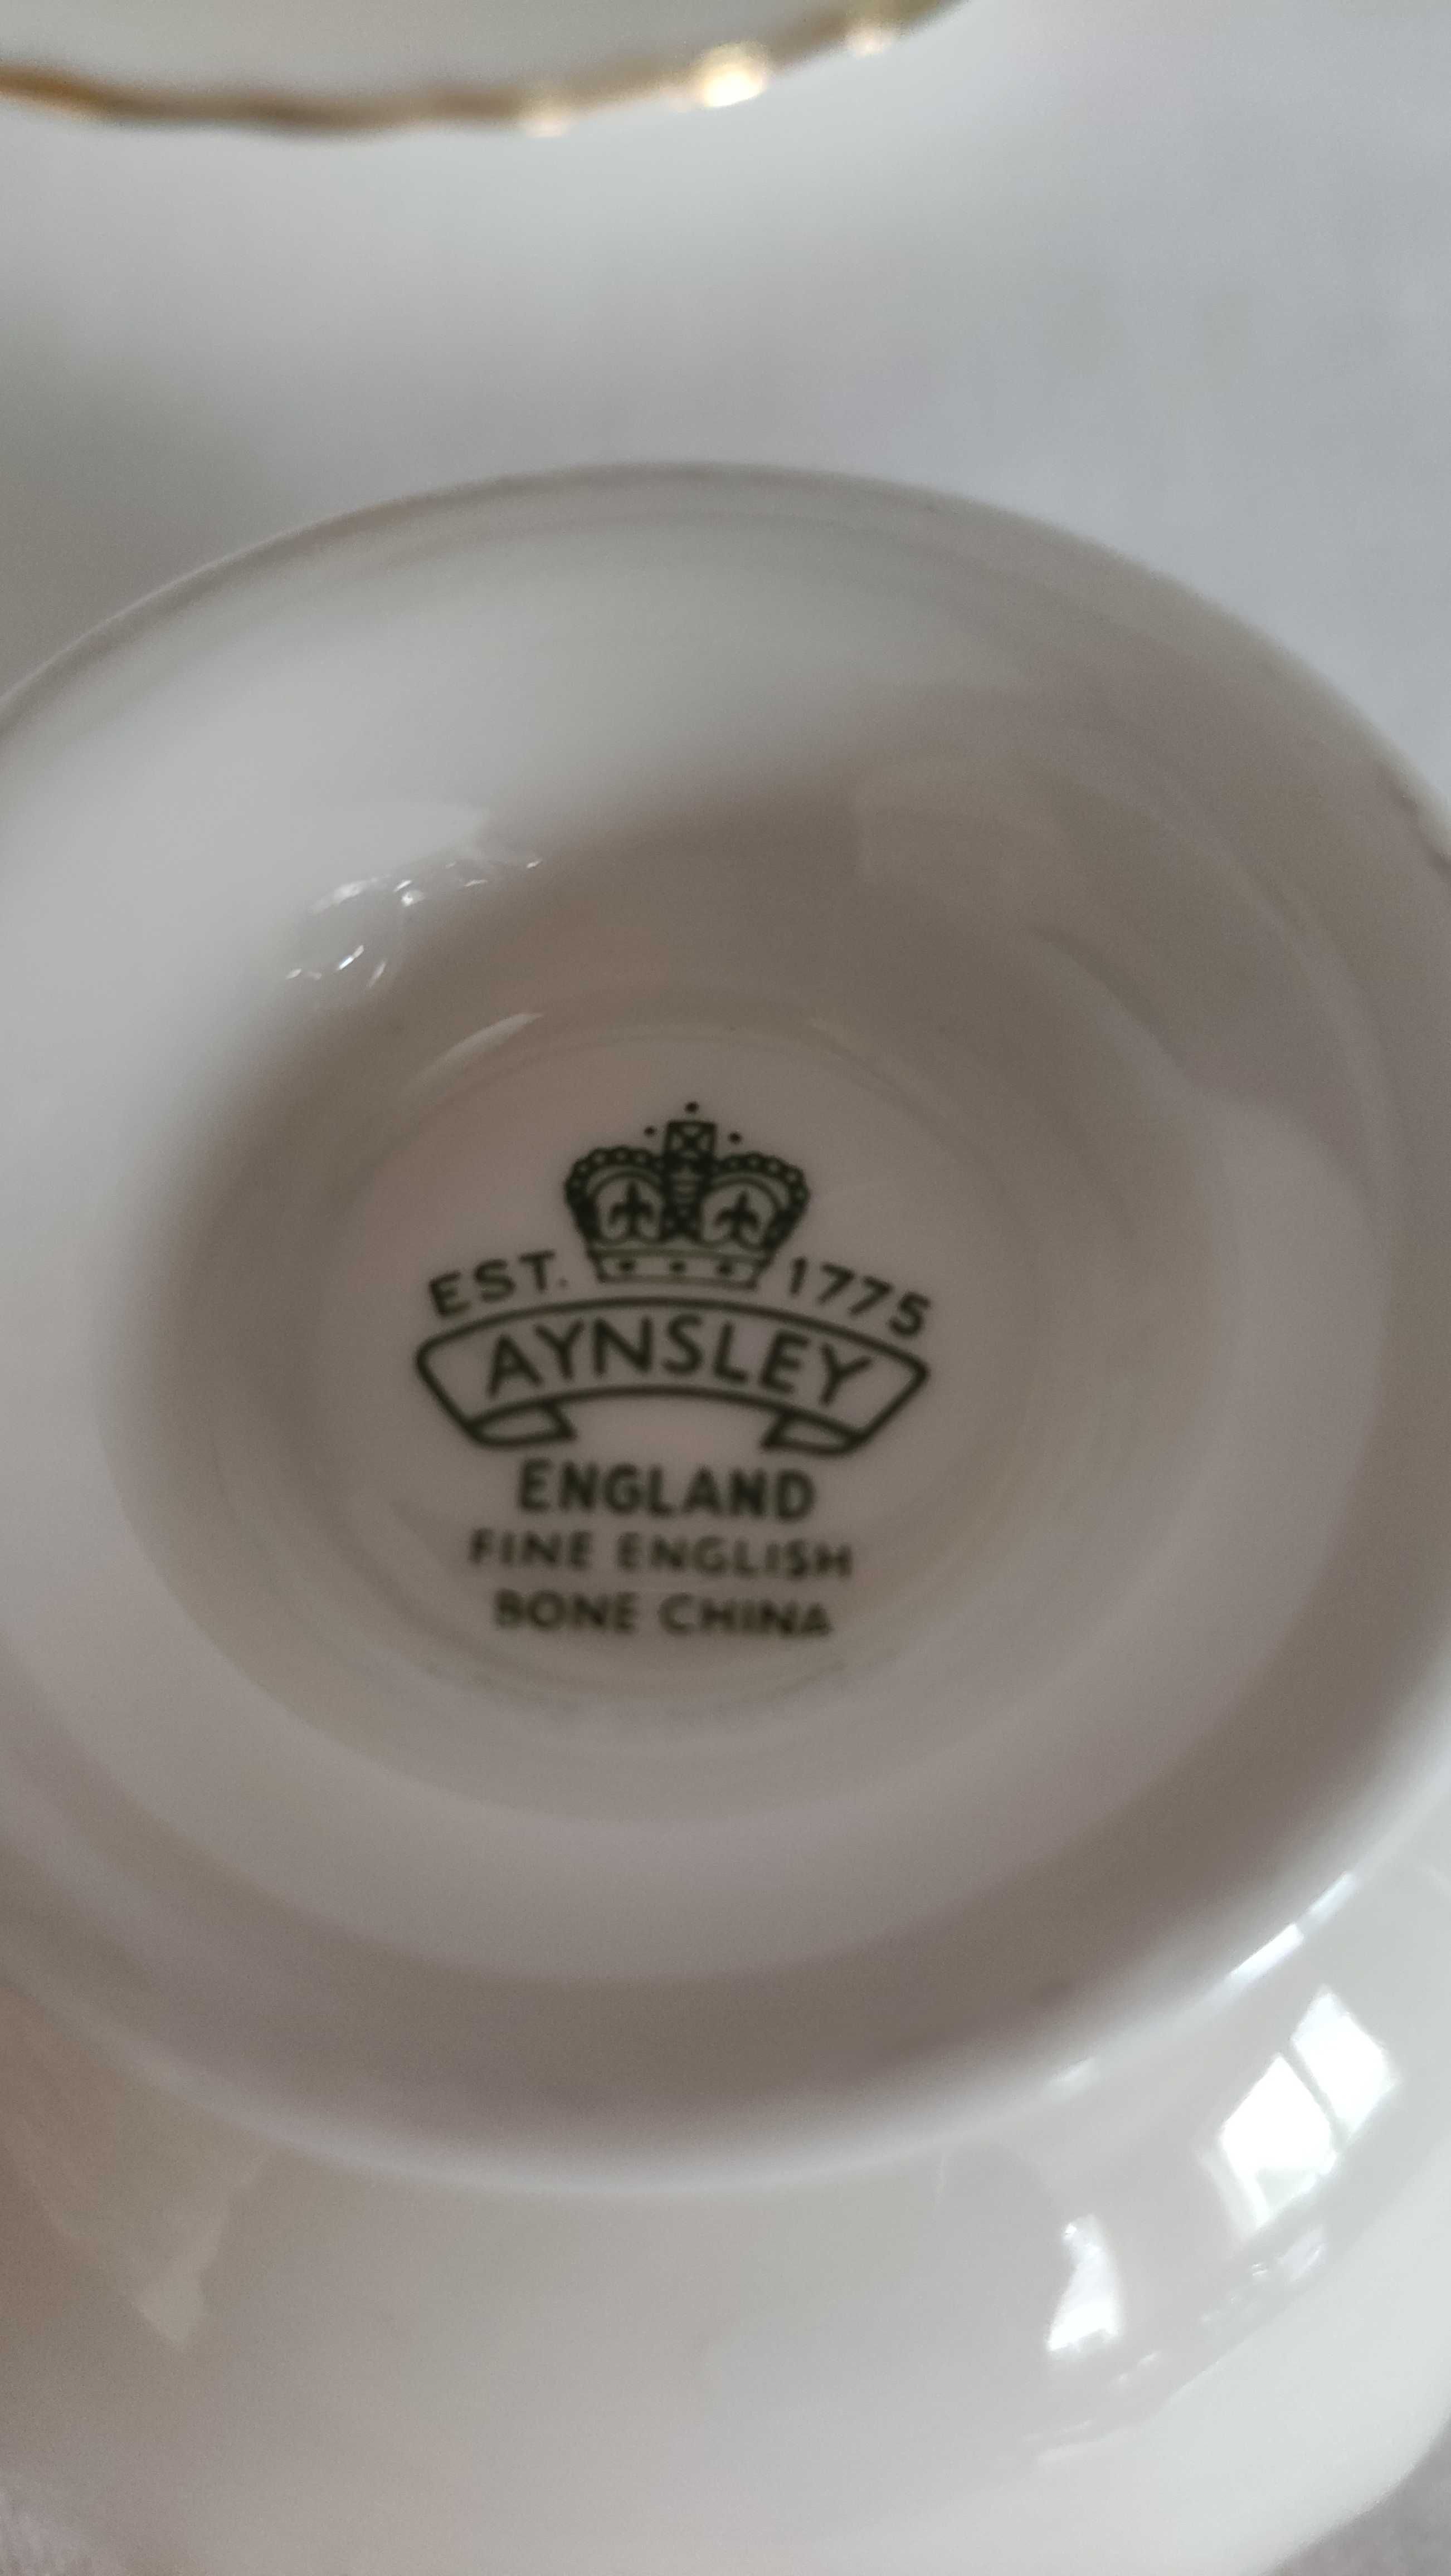 EST. 1775
AYNSLEY
ENGLAND
FINE ENGLISH
BONE CHINA